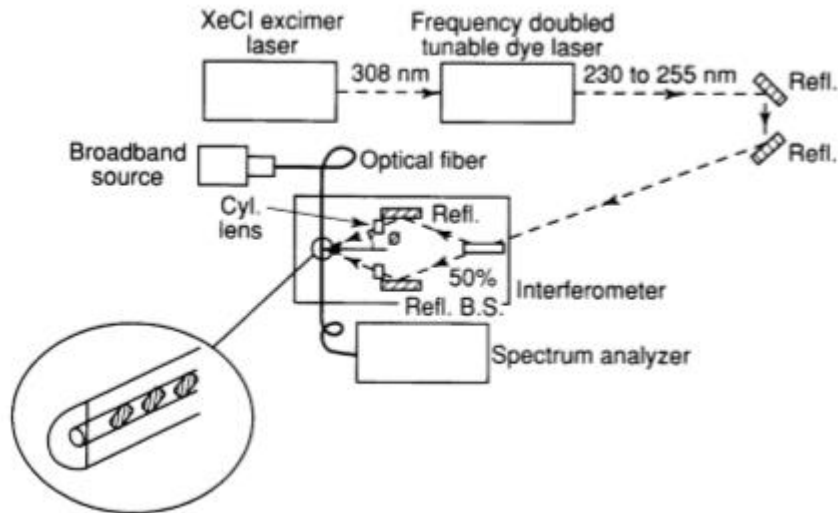 XeCl excimer
laser
Frequency doubled
tunable dye laser
308 nm
230 to 255 nm
Refl.
Refl.
Broadband
source
Optical fiber
Cyl.
lens
Refl.
ø
50%
Refl. B.S.
Interferometer
Spectrum analyzer